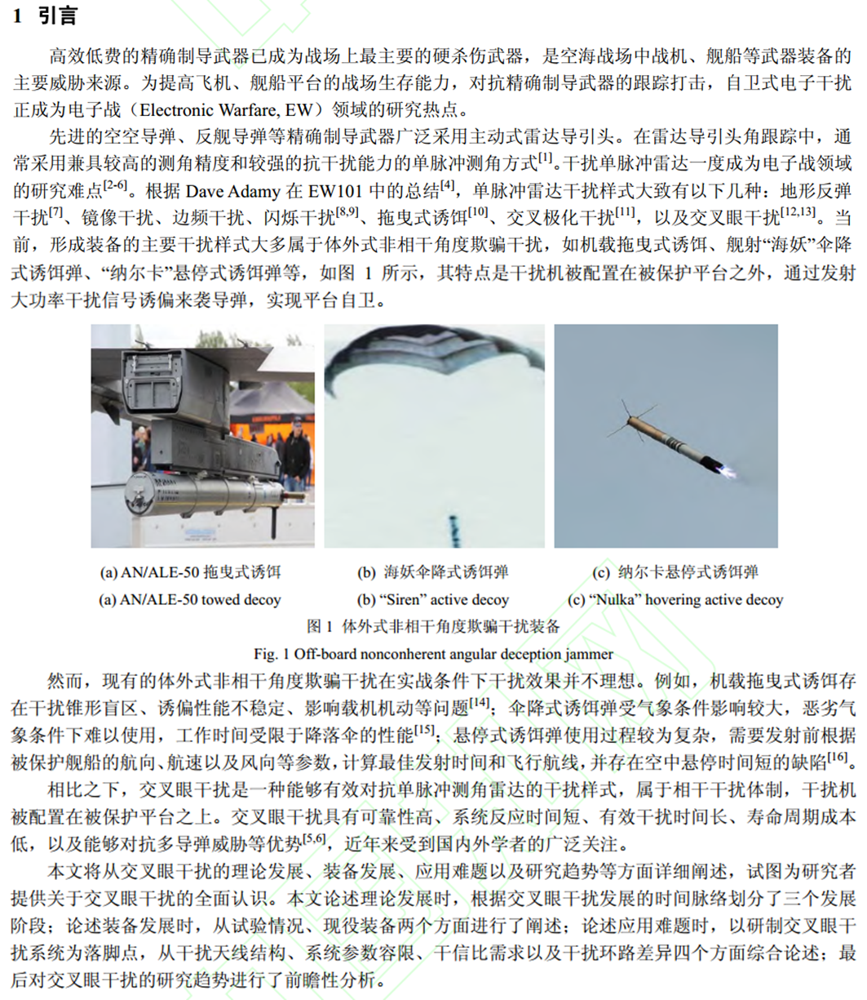 1 引言
高效低费的精确制导武器已成为战场上最主要的硬杀伤武器，是空海战场中战机、舰船等武器装备的
主要威胁来源。为提高飞机、舰船平台的战场生存能力，对抗精确制导武器的跟踪打击，自卫式电子干扰
正成为电子战（Electronic Warfare, EW）领域的研究热点。
先进的空空导弹、反舰导弹等精确制导武器广泛采用主动式雷达导引头。在雷达导引头角跟踪中，通
常采用兼具较高的测角精度和较强的抗干扰能力的单脉冲测角方式[1]。干扰单脉冲雷达一度成为电子战领域
的研究难点[2-6]。根据 Dave Adamy 在 EW101 中的总结[4]，单脉冲雷达干扰样式大致有以下几种：地形反弹
干扰[7]、镜像干扰、边频干扰、闪烁干扰[8,9]、拖曳式诱饵[10]、交叉极化干扰[11]，以及交叉眼干扰[12,13]。当
前，形成装备的主要干扰样式大多属于体外式非相干角度欺骗干扰，如机载拖曳式诱饵、舰射“海妖”伞降
式诱饵弹、“纳尔卡”悬停式诱饵弹等，如图 1 所示，其特点是干扰机被配置在被保护平台之外，通过发射
大功率干扰信号诱偏来袭导弹，实现平台自卫。
(a) AN/ALE-50 拖曳式诱饵
(b) 海妖伞降式诱饵弹
(c) 纳尔卡悬停式诱饵弹
(a) AN/ALE-50 towed decoy
(b) “Siren” active decoy
(c) “Nulka” hovering active decoy
图 1 体外式非相干角度欺骗干扰装备
Fig. 1 Off-board nonconherent angular deception jammer
然而，现有的体外式非相干角度欺骗干扰在实战条件下干扰效果并不理想。例如，机载拖曳式诱饵存
在干扰锥形盲区、诱偏性能不稳定、影响载机机动等问题[14]；伞降式诱饵弹受气象条件影响较大，恶劣气
象条件下难以使用，工作时间受限于降落伞的性能[15]；悬停式诱饵弹使用过程较为复杂，需要发射前根据
被保护舰船的航向、航速以及风向等参数，计算最佳发射时间和飞行航线，并存在空中悬停时间短的缺陷[16]。
相比之下，交叉眼干扰是一种能够有效对抗单脉冲测角雷达的干扰样式，属于相干干扰体制，干扰机
被配置在被保护平台之上。交叉眼干扰具有可靠性高、系统反应时间短、有效干扰时间长、寿命周期成本
低，以及能够对抗多导弹威胁等优势[5,6]，近年来受到国内外学者的广泛关注。
本文将从交叉眼干扰的理论发展、装备发展、应用难题以及研究趋势等方面详细阐述，试图为研究者
提供关于交叉眼干扰的全面认识。本文论述理论发展时，根据交叉眼干扰发展的时间脉络划分了三个发展
阶段；论述装备发展时，从试验情况、现役装备两个方面进行了阐述；论述应用难题时，以研制交叉眼干
扰系统为落脚点，从干扰天线结构、系统参数容限、干信比需求以及干扰环路差异四个方面综合论述；最
后对交叉眼干扰的研究趋势进行了前瞻性分析。